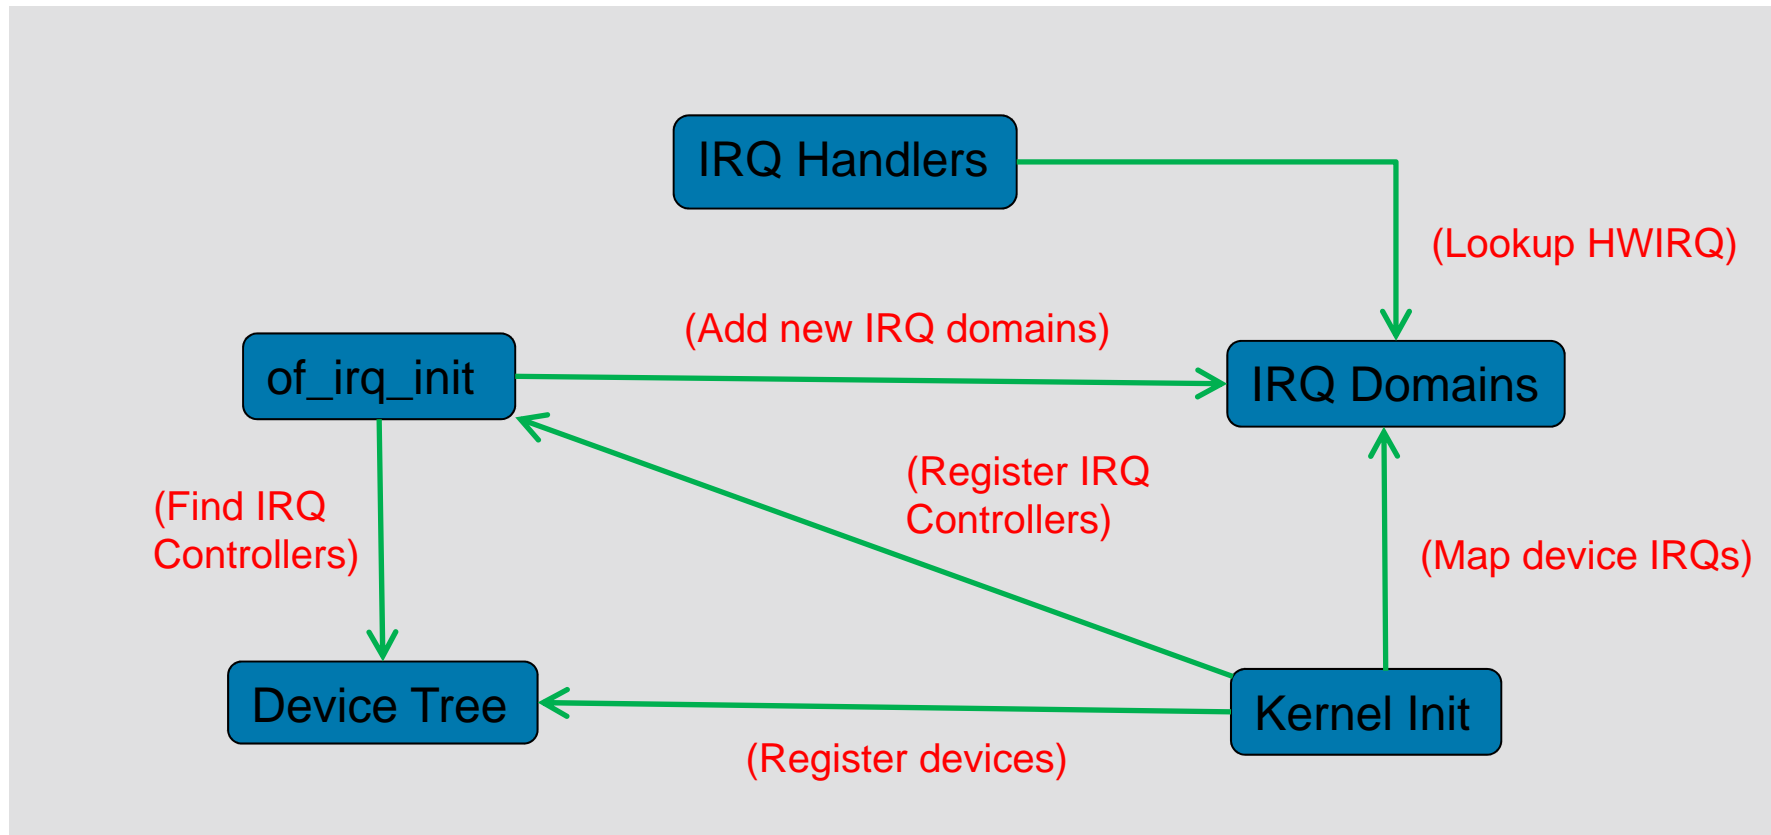 IRQ Handlers
(Lookup HWIRQ)
(Add new IRQ domains)
of_irq_init
IRQ Domains
(Register IRQ
Controllers)
(Find IRQ
Controllers)
(Map device IRQs)
Device Tree
Kernel Init
(Register devices)